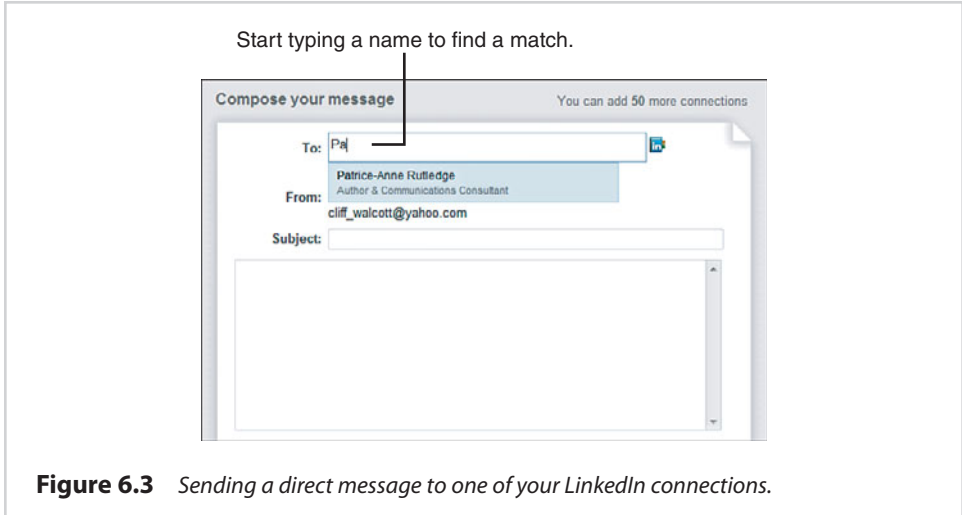 Start typing a name to find a match.
Compose your message You can add 50 more connections
To: Pa in
Patrice-Anne Rutledge
Author & Communications Consultant
From:
cliff_walcott@yahoo.com
Subject:
Figure 6.3 Sending a direct message to one of your LinkedIn connections.